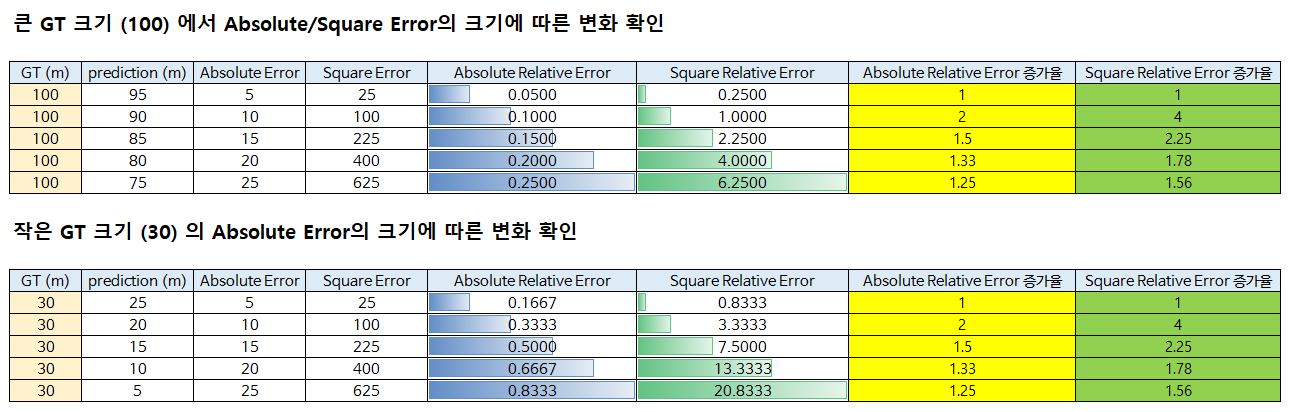 큰 GT 크기 (100) 에서 Absolute/Square Error의 크기에 따른 변화 확인
GT (m) prediction (m) Absolute Error Square Error Absolute Relative Error Square Relative Error Absolute Relative Error 증가율 Square Relative Error 증가율
100 95 5 25 0.0500 0.2500 1 1
100 90 10 100 0.1000 1.0000 2 4
100 85 15 225 0.1500 2.2500 1.5 2.25
100 80 20 400 0.2000 4.0000 1.33 1.78
100 75 25 625 0.2500 6.2500 1.25 1.56
작은 GT 크기 (30) 의 Absolute Error의 크기에 따른 변화 확인
GT (m) prediction (m) Absolute Error Square Error Absolute Relative Error Square Relative Error Absolute Relative Error 증가율 Square Relative Error 증가율
30 25 5 25 0.1667 0.8333 1 1
30 20 10 100 0.3333 3.3333 2 4
30 15 15 225 0.5000 7.5000 1.5 2.25
30 10 20 400 0.6667 13.3333 1.33 1.78
30 5 25 625 0.8333 20.8333 1.25 1.56